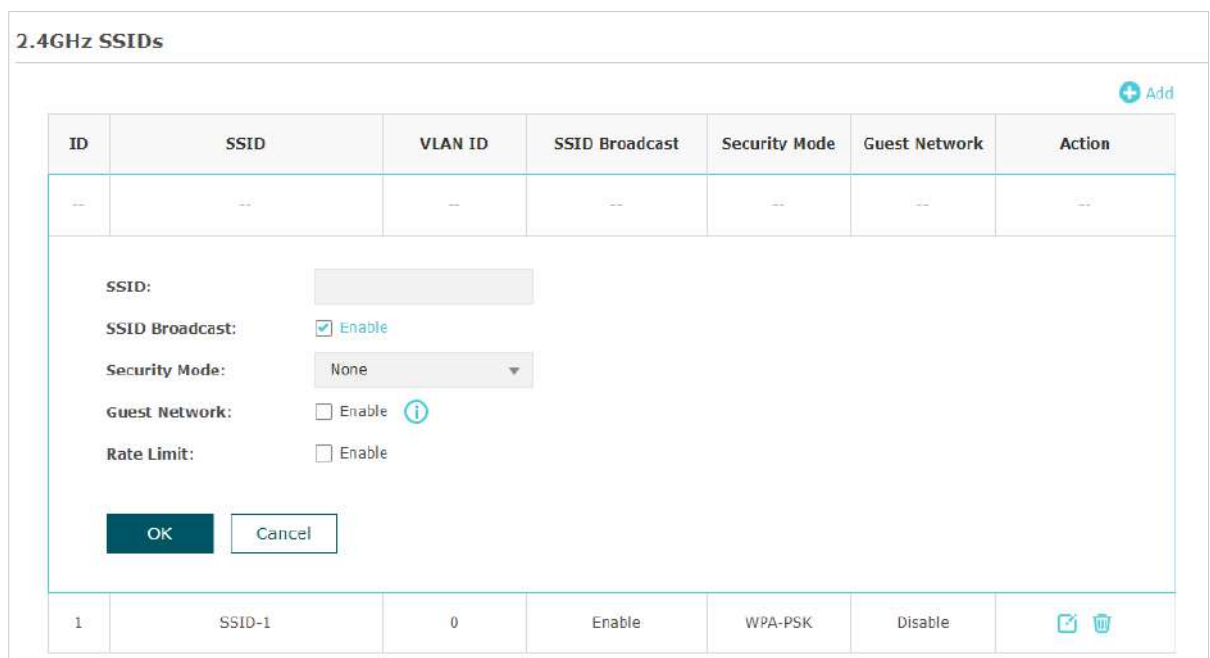 2.4GHz SSIDs
Add
ID SSID VLAN ID SSID Broadcast Security Mode Guest Network Action
-- -- -- -- -- -- --
SSID:
SSID Broadcast: Enable
Security Mode: None
Guest Network: Enable
Rate Limit: Enable
OK Cancel
1 SSID-1 0 Enable WPA-PSK Disable